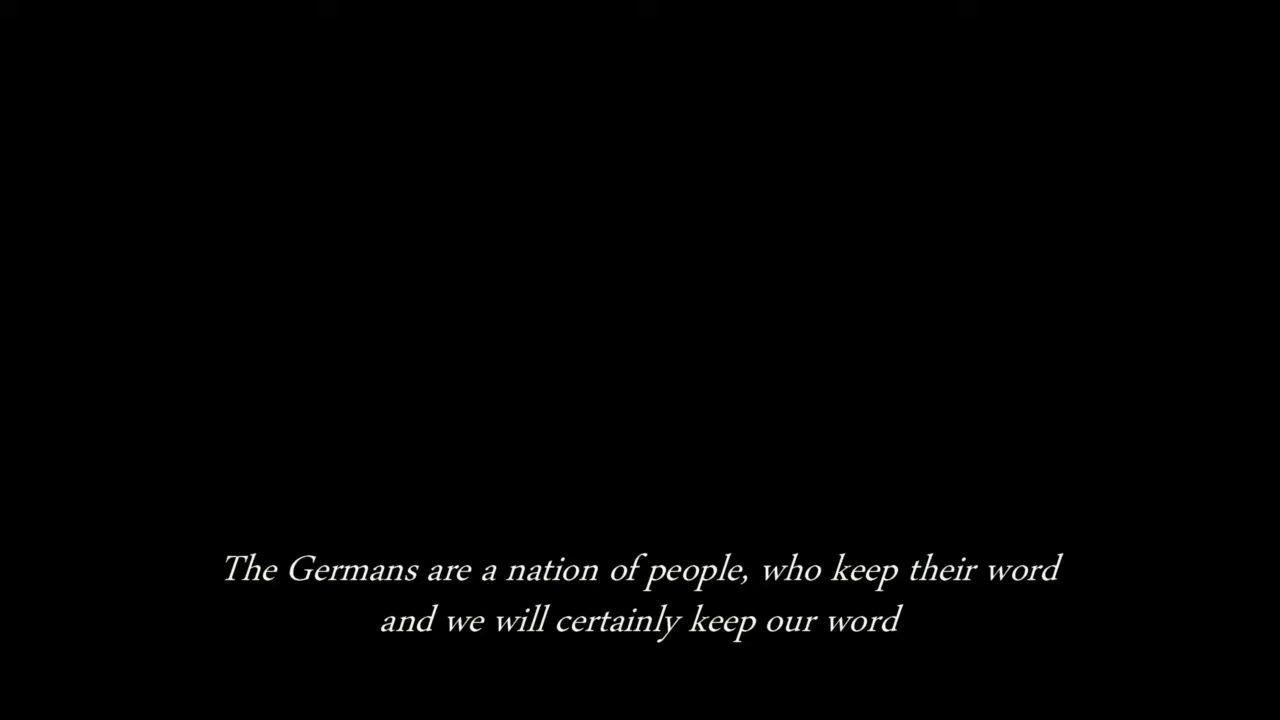 The Germans are a nation of people, who keep their word
and we will certainly keep our word